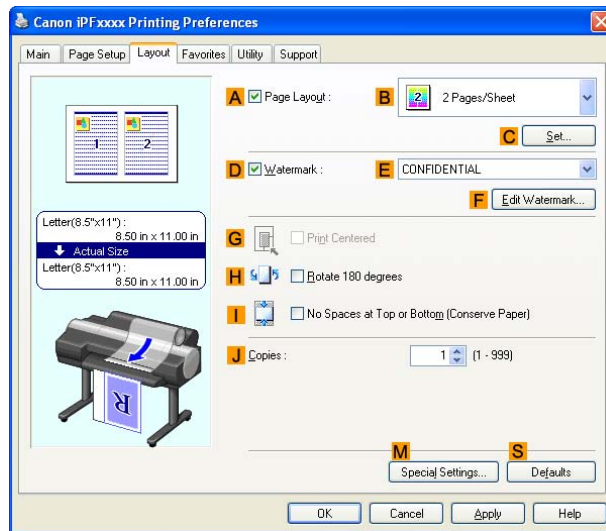 Canon iPFxxxx Printing Preferences
Main Page Setup Layout Favorites Utility Support
A Page Layout : B 2 2 Pages/Sheet
C Set...
D Watermark : E CONFIDENTIAL
F Edit Watermark...
1 2
Letter(8.5"x11") :
8.50 in x 11.00 in
Actual Size
Letter(8.5"x11") :
8.50 in x 11.00 in
G Print Centered
H Rotate 180 degrees
I No Spaces at Top or Bottom (Conserve Paper)
J Copies : 1 (1 - 999)
R
M S
Special Settings... Defaults
OK Cancel Apply Help